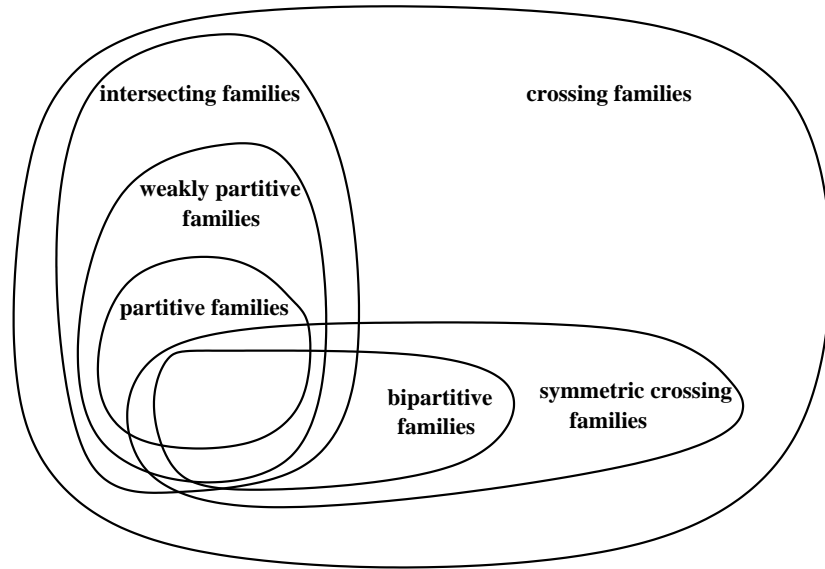 intersecting families
crossing families
weakly partitive
families
partitive families
bipartitive
families
symmetric crossing
families